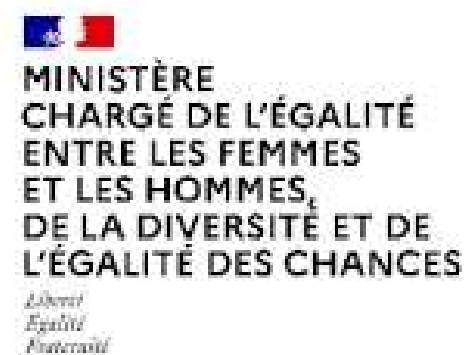 MINISTÈRE
CHARGÉ DE L'ÉGALITÉ
ENTRE LES FEMMES
ET LES HOMMES,
DE LA DIVERSITÉ ET DE
L'ÉGALITÉ DES CHANCES
Liberté
Égalité
Fraternité